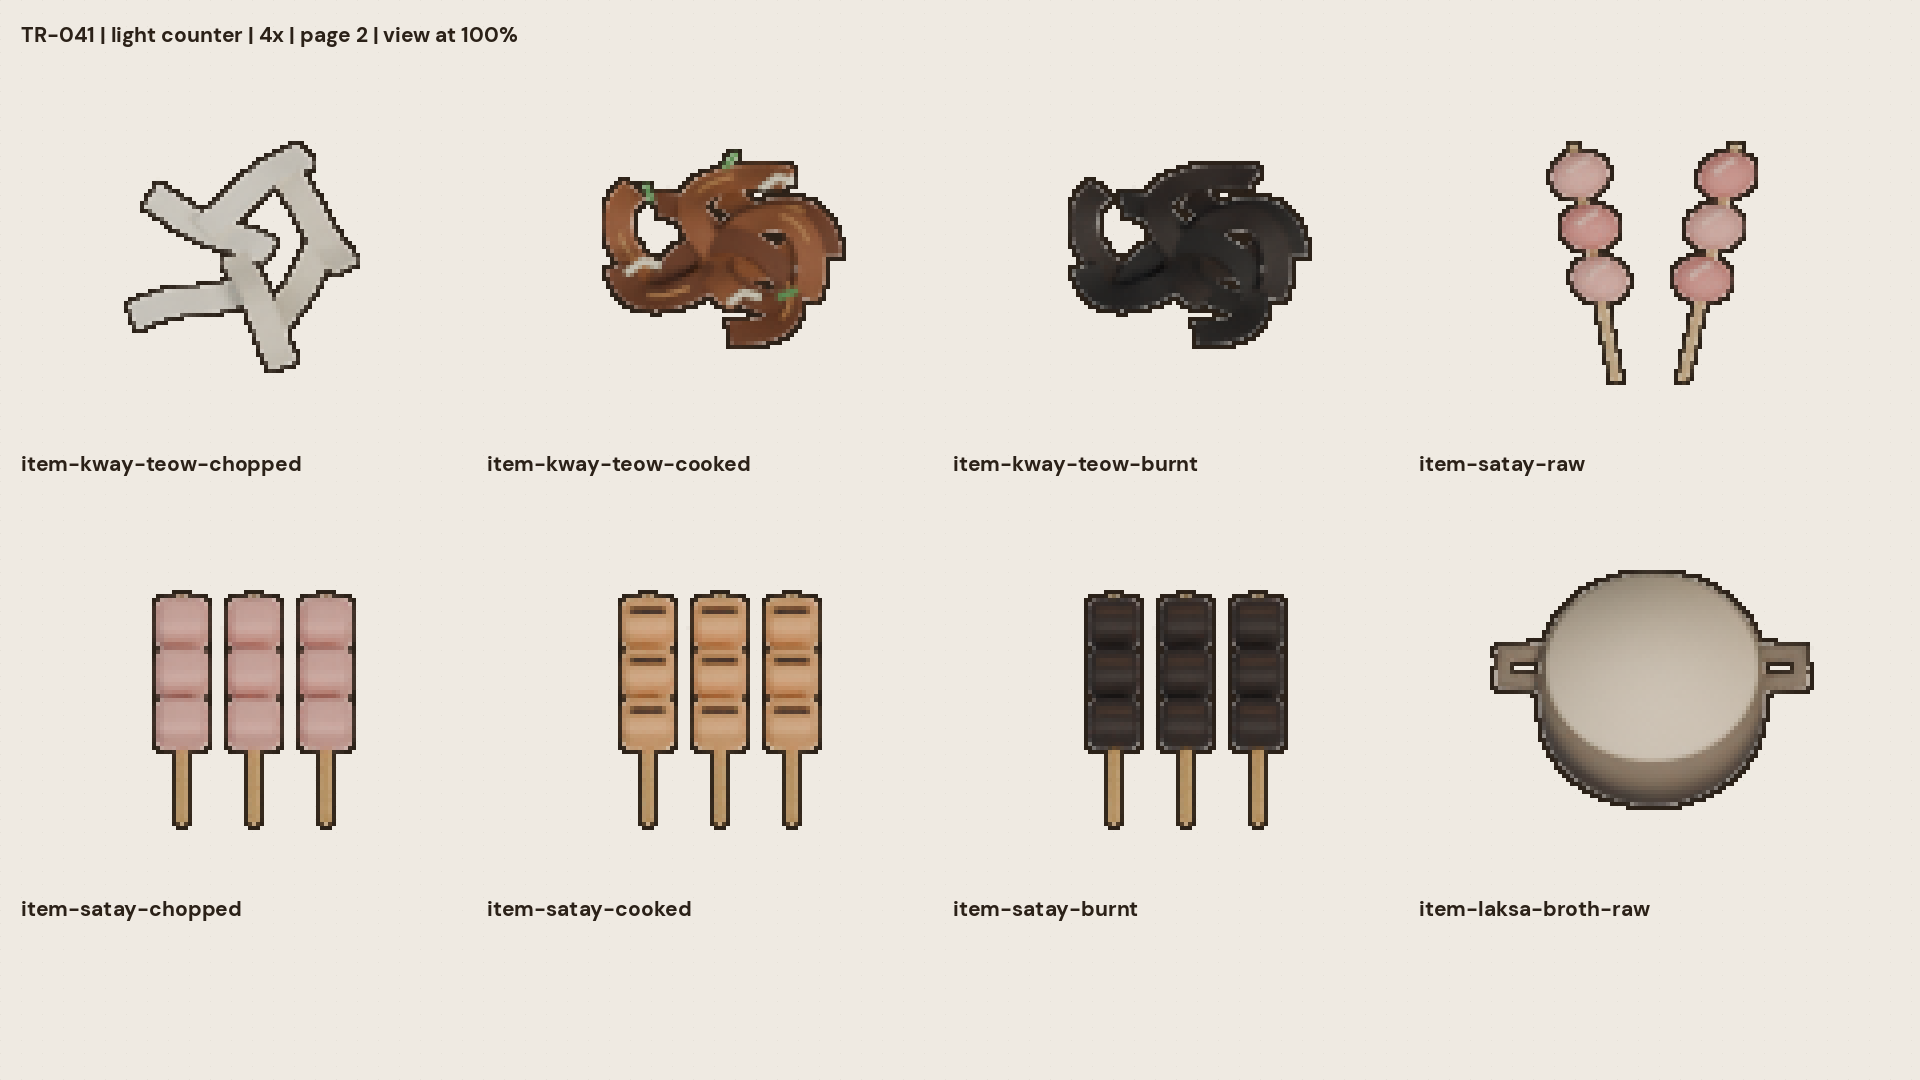 TR-041 | light counter | 4x | page 2 | view at 100%
item-kway-teow-chopped
item-kway-teow-cooked
item-kway-teow-burnt
item-satay-raw
item-satay-chopped
item-satay-cooked
item-satay-burnt
item-laksa-broth-raw